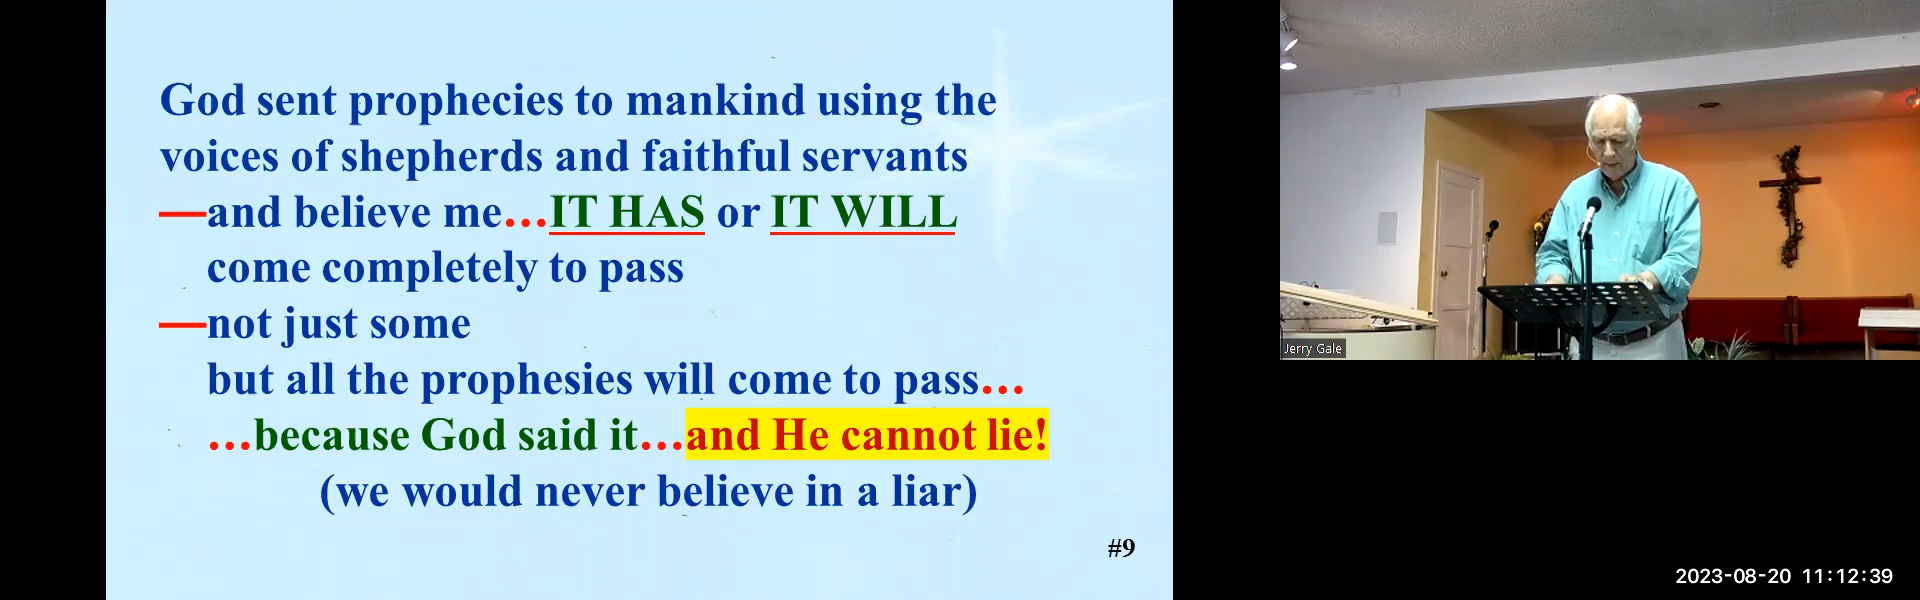 God sent prophecies to mankind using the
voices of shepherds and faithful servants
—and believe me...IT HAS or IT WILL
come completely to pass
—not just some
but all the prophesies will come to pass...
...because God said it...and He cannot lie!
(we would never believe in a liar)
#9
Jerry Gale
2023-08-20 11:12:39